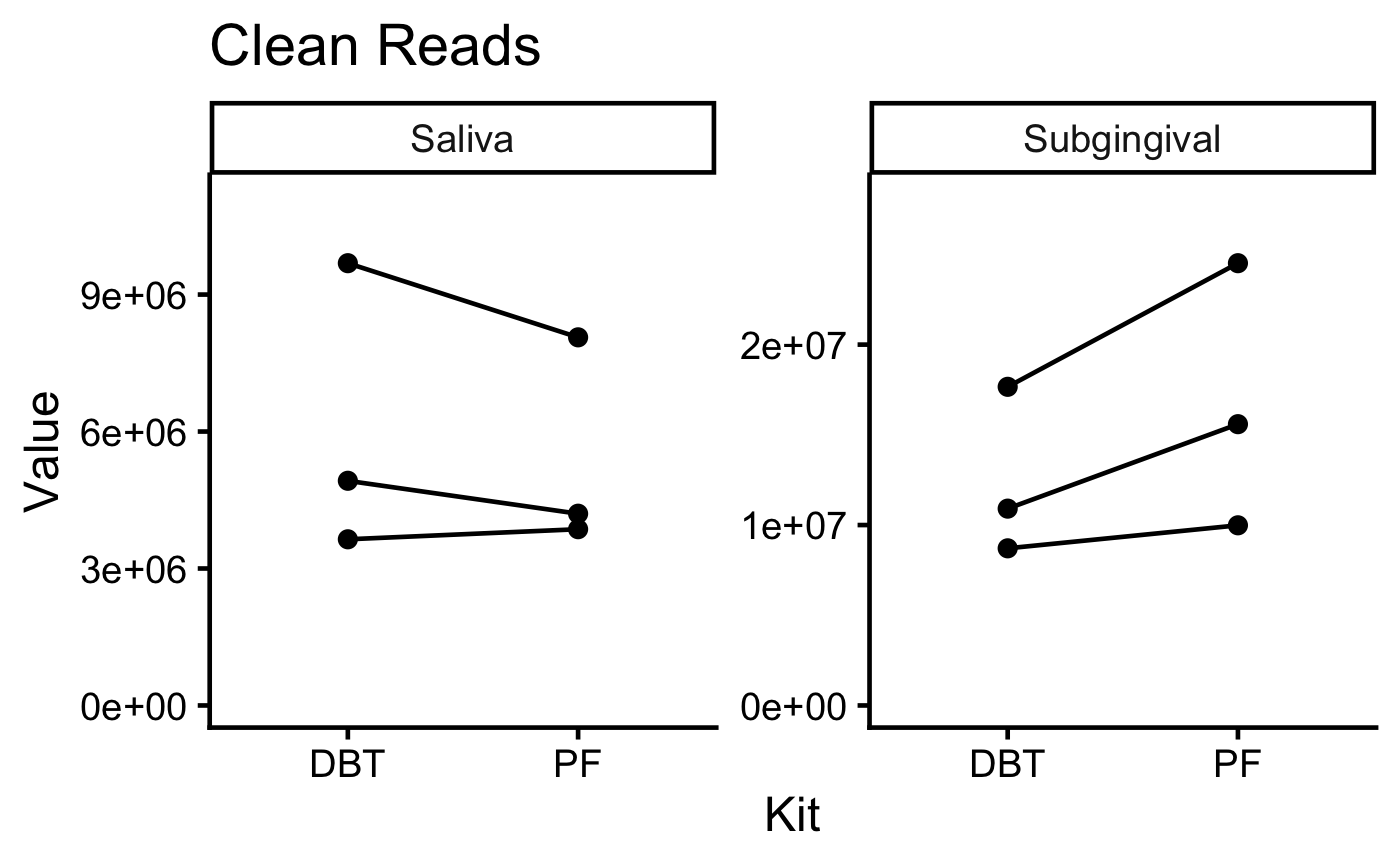 Clean Reads
Saliva
Subgingival
Value
9e+06
6e+06
3e+06
0e+00
2e+07
1e+07
0e+00
DBT
PF
DBT
PF
Kit